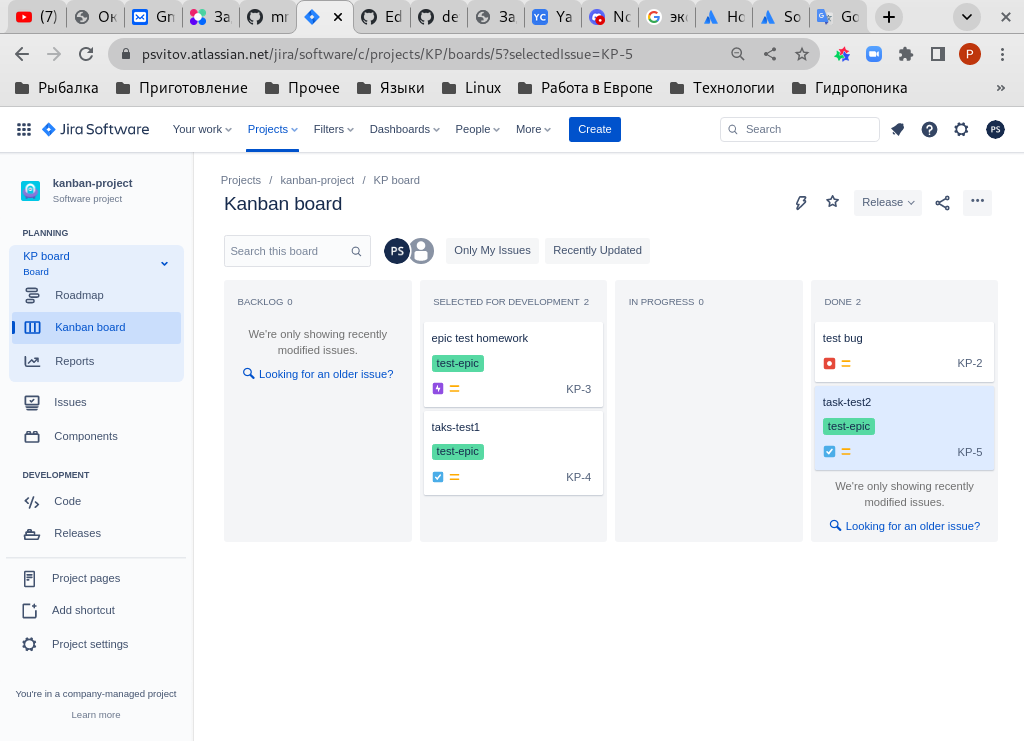 (7)
Ок
Gп
За
mr
Ed
de
За
YC Ya
Nc
экс
Ho
So
Go
psvitov.atlassian.net/jira/software/c/projects/KP/boards/5?selectedIssue=KP-5
P
Рыбалка
Приготовление
Прочее
Языки
Linux
Работа в Европе
Технологии
Гидропоника
»
Jira Software
Your work
Projects
Filters
Dashboards
People
More
Create
Search
PS
kanban-project
Software project
PLANNING
KP board
Board
Roadmap
Kanban board
Reports
Issues
Components
DEVELOPMENT
Code
Releases
Project pages
Add shortcut
Project settings
You're in a company-managed project
Learn more
Projects / kanban-project / KP board
Kanban board
Release
Search this board
PS
Only My Issues
Recently Updated
BACKLOG 0
We're only showing recently
modified issues.
Looking for an older issue?
SELECTED FOR DEVELOPMENT 2
epic test homework
test-epic
KP-3
taks-test1
test-epic
KP-4
IN PROGRESS 0
DONE 2
test bug
KP-2
task-test2
test-epic
KP-5
We're only showing recently
modified issues.
Looking for an older issue?